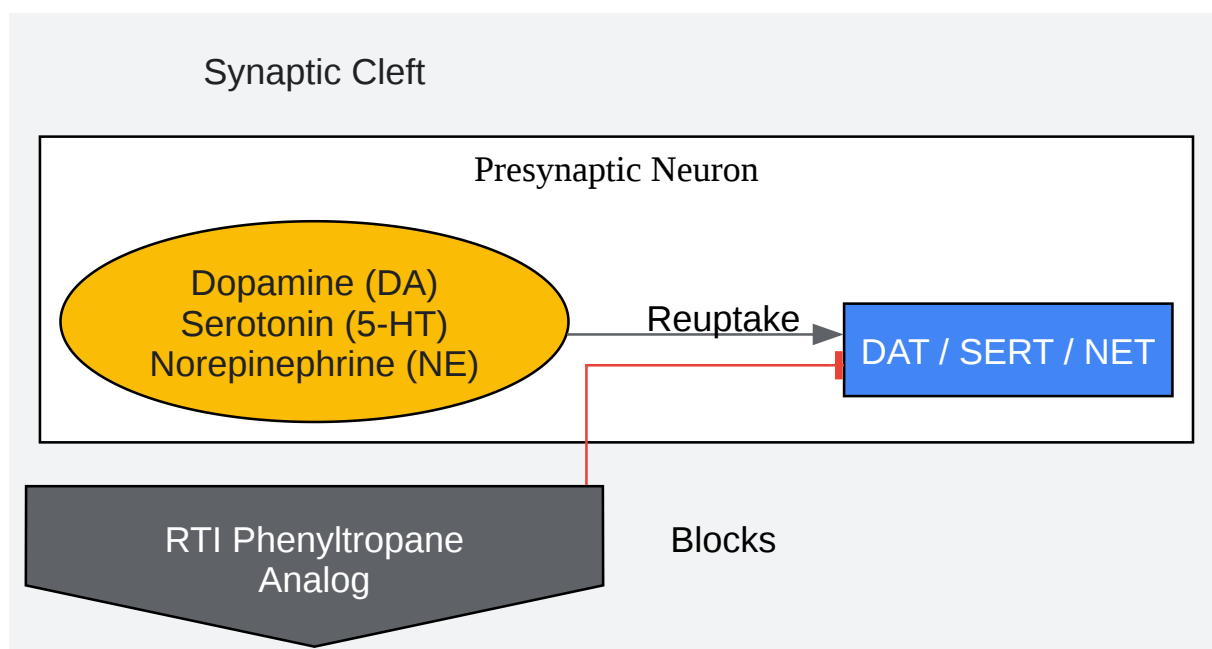 Synaptic Cleft
Presynaptic Neuron
Dopamine (DA)
Serotonin (5-HT)
Norepinephrine (NE)
Reuptake
DAT / SERT / NET
RTI Phenyltropane
Analog
Blocks